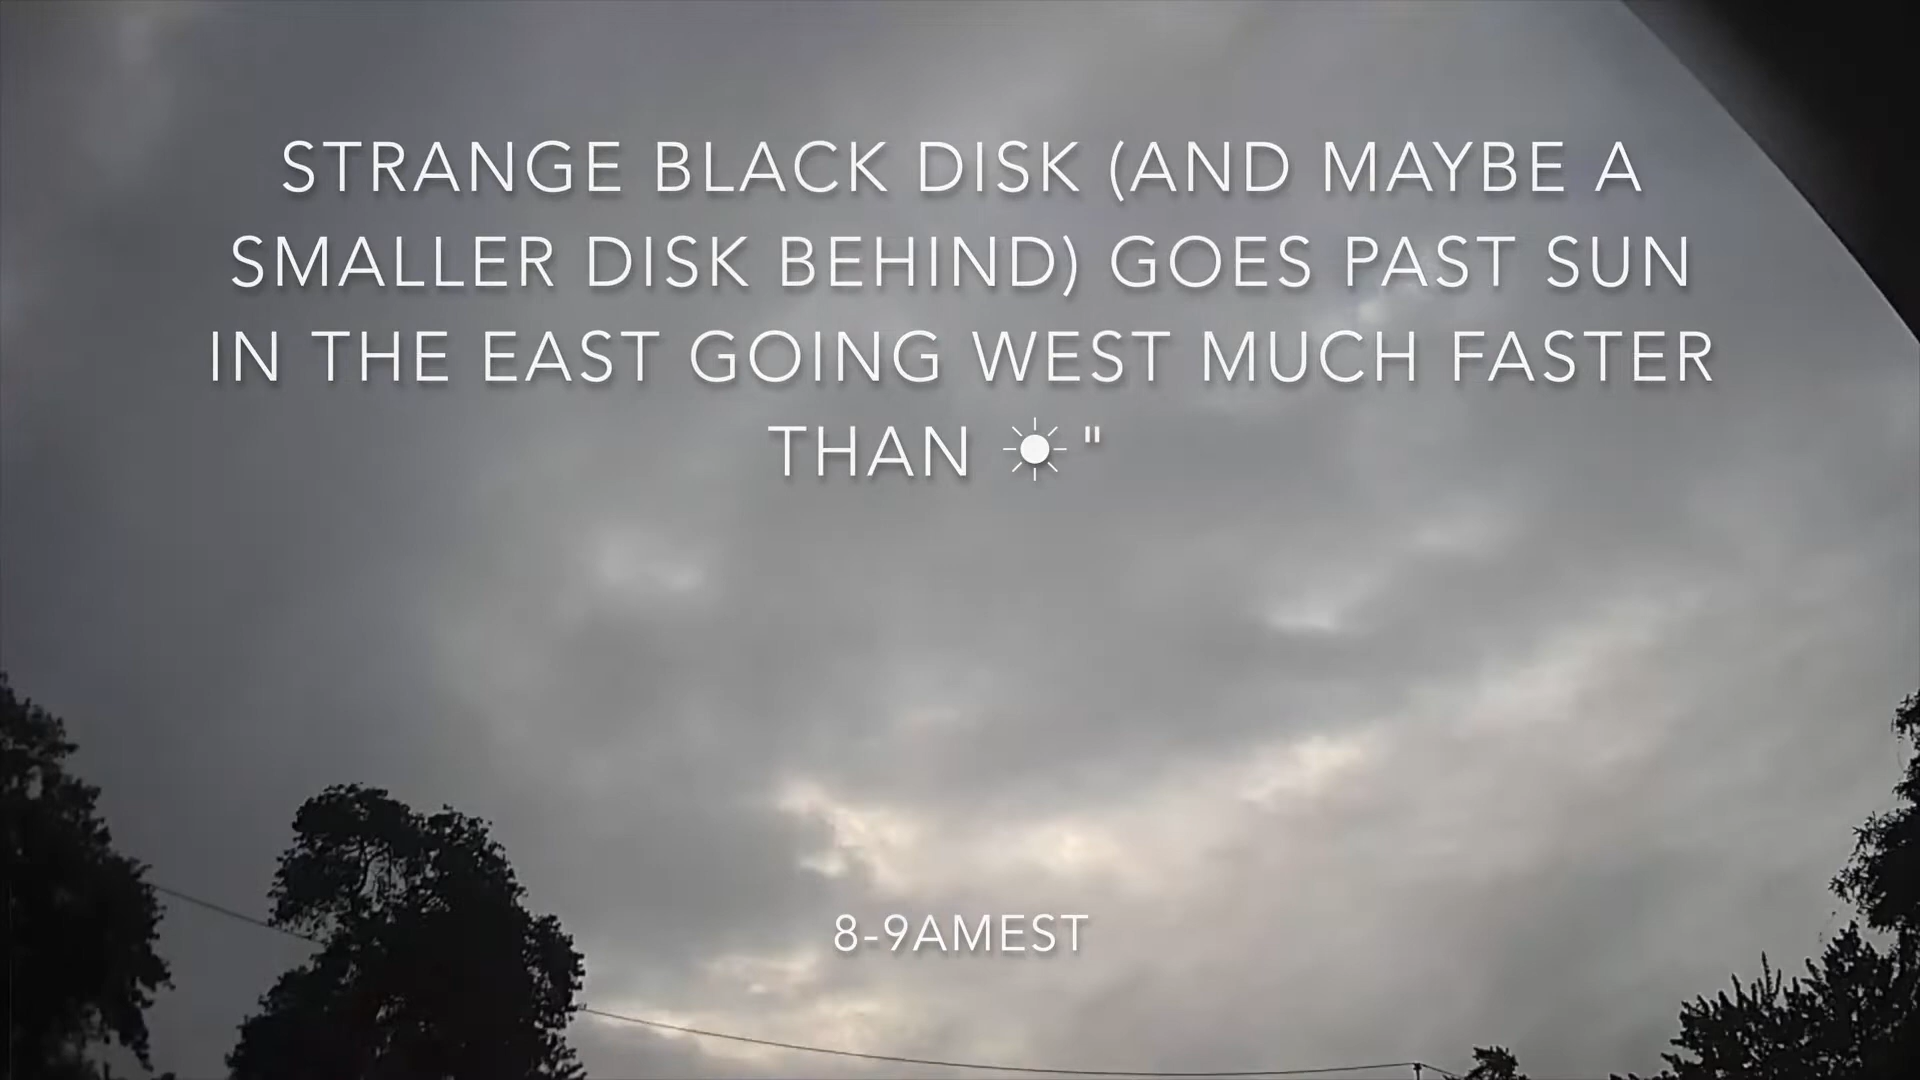 STRANGE BLACK DISK (AND MAYBE A
SMALLER DISK BEHIND) GOES PAST SUN
IN THE EAST GOING WEST MUCH FASTER
THAN ☀"
8-9AMEST